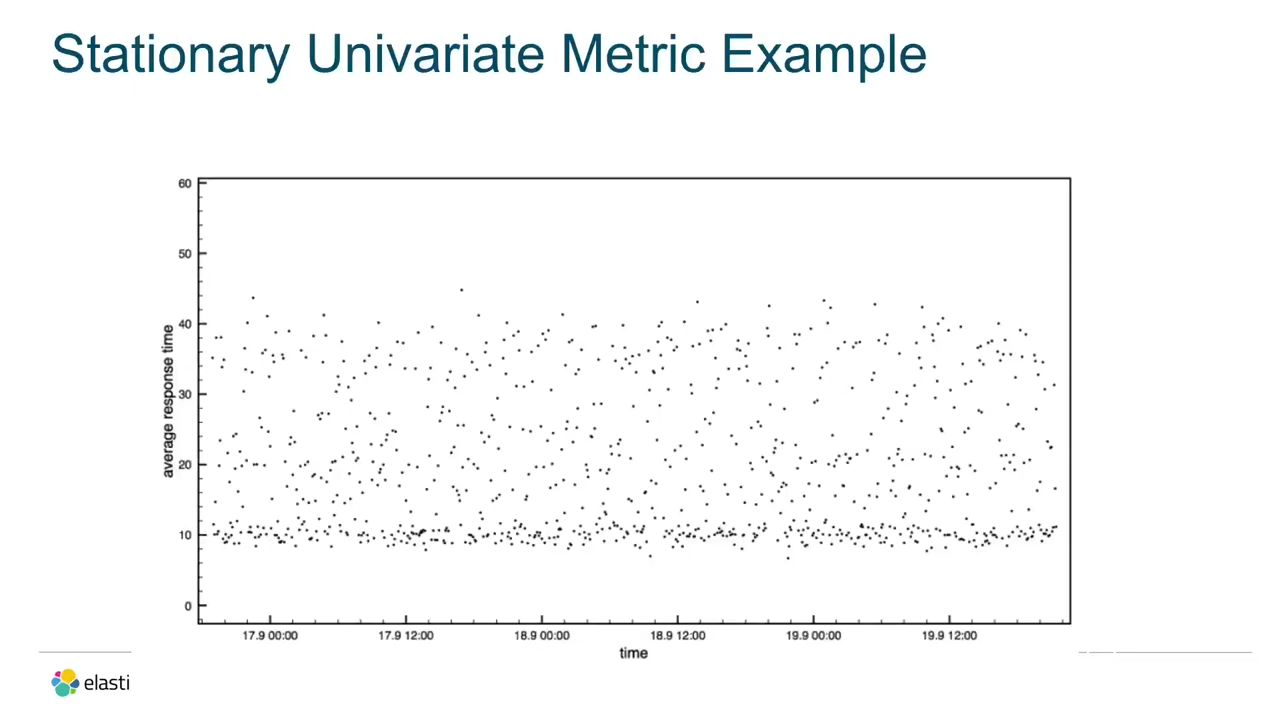 Stationary Univariate Metric Example
60
50
40
30
20
10
0
average response time
17.9 00:00 17.9 12:00 18.9 00:00 18.9 12:00 19.9 00:00 19.9 12:00
time
elasti